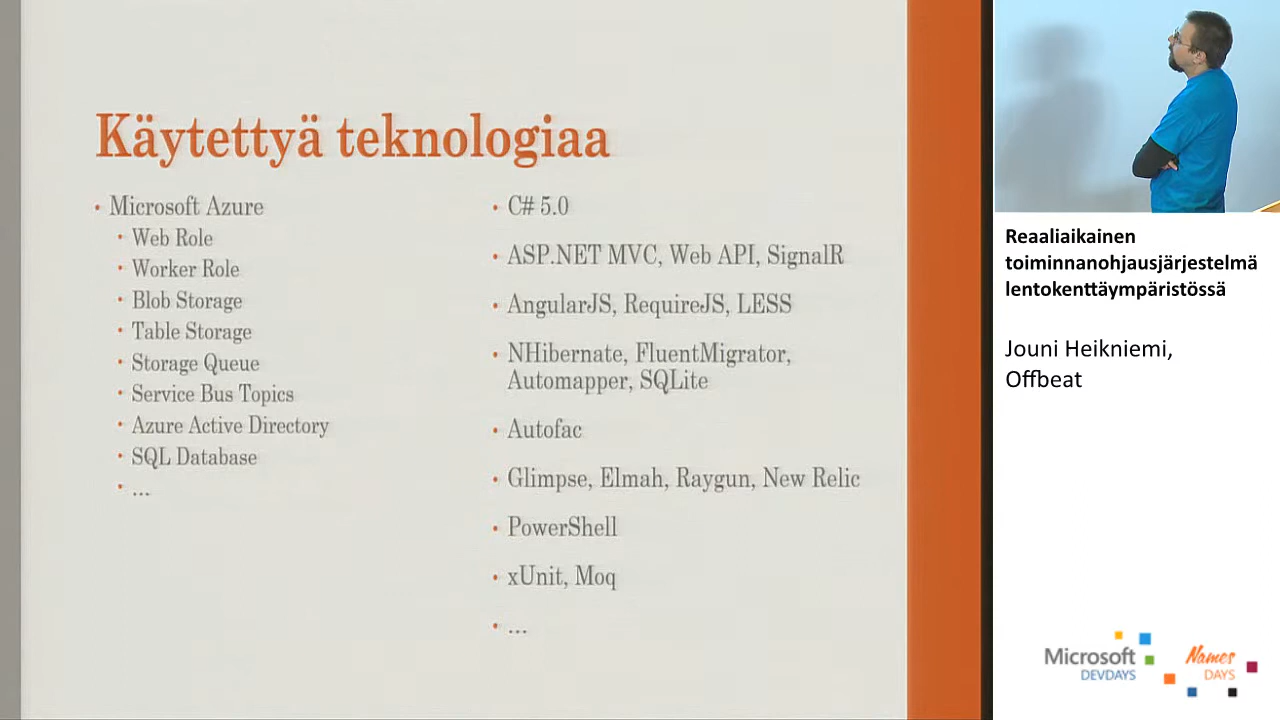 Käytettyä teknologiaa
• Microsoft Azure
• Web Role
• Worker Role
• Blob Storage
• Table Storage
• Storage Queue
• Service Bus Topics
• Azure Active Directory
• SQL Database
• ...
• C# 5.0
• ASP.NET MVC, Web API, SignalR
• AngularJS, RequireJS, LESS
• NHibernate, FluentMigrator,
Automapper, SQLite
• Autofac
• Glimpse, Elmah, Raygun, New Relic
• PowerShell
• xUnit, Moq
• ...
Reaaliaikainen
toiminnanohjausjärjestelmä
lentokenttäympäristössä
Jouni Heikniemi,
Offbeat
Microsoft
DEVDAYS
Names
DAYS